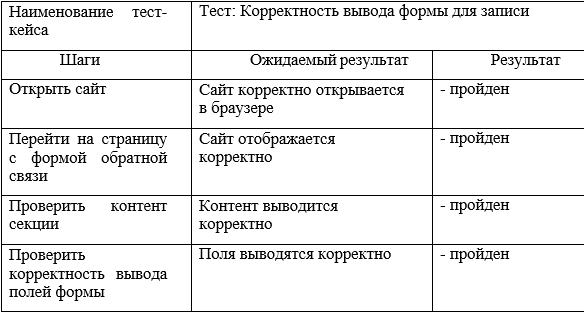 Наименование тест- Тест: Корректность вывода формы для записи
кейса
Шаги Ожидаемый результат Результат
Открыть сайт Сайт корректно открывается - пройден
в браузере
Перейти на страницу Сайт отображается - пройден
с формой обратной корректно
связи
Проверить контент Контент выводится - пройден
секции корректно
Проверить Поля выводятся корректно - пройден
корректность вывода
полей формы